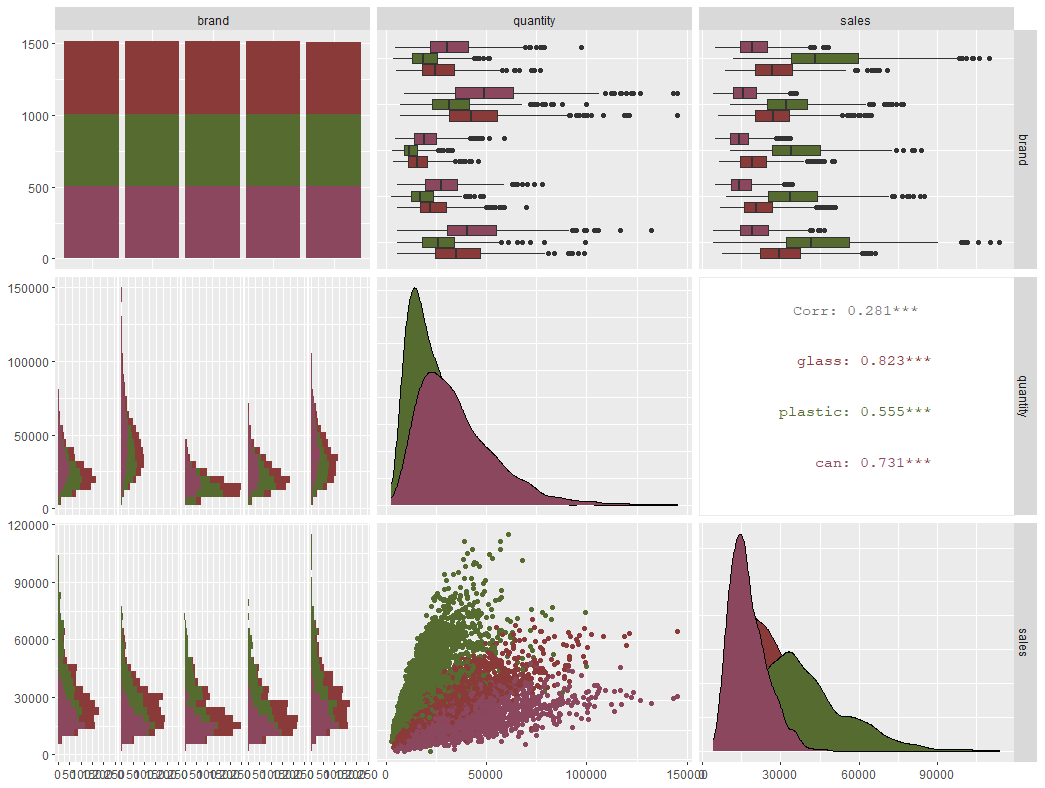 brand
quantity
sales
1500
1000
500
0
brand
150000
100000
50000
0
Corr: 0.281***
glass: 0.823***
plastic: 0.555***
can: 0.731***
quantity
120000
90000
60000
30000
0
sales
0 50000 100000 150000
0 30000 60000 90000